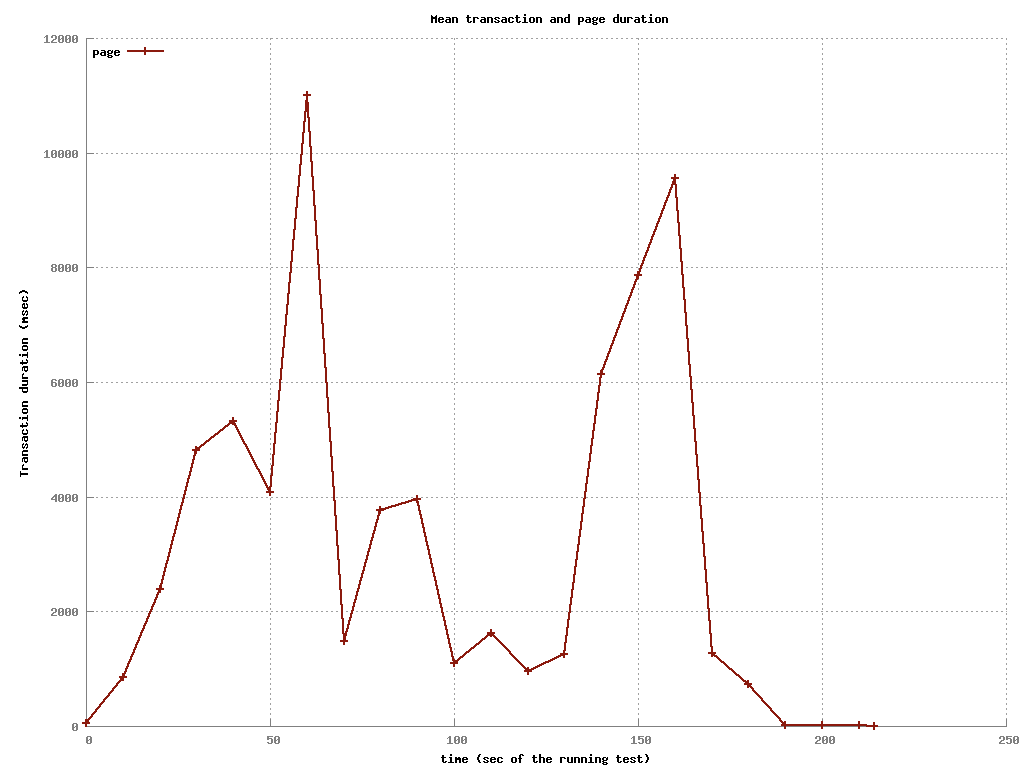 Mean transaction and page duration
page
12000
10000
8000
6000
4000
2000
0
Transaction duration (msec)
0 50 100 150 200 250
time (sec of the running test)